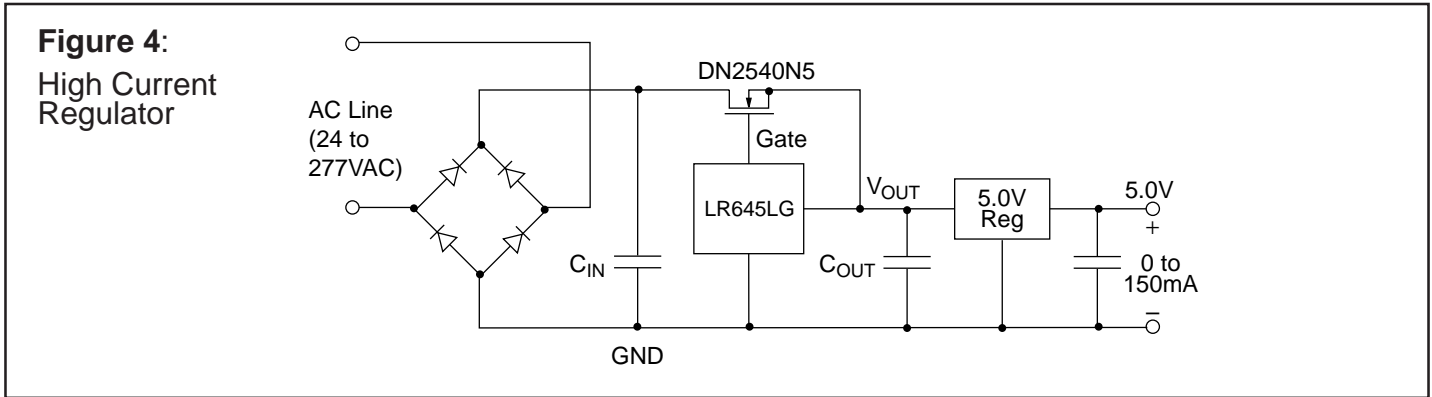 Figure 4:
High Current
Regulator
AC Line
(24 to
277VAC)
DN2540N5
Gate
LR645LG
VOUT
5.0V
Reg
5.0V
+
CIN
COUT
0 to
150mA
–
GND